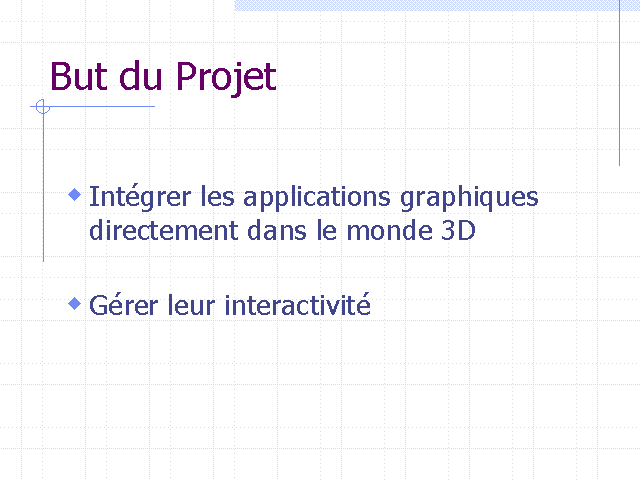 But du Projet
Intégrer les applications graphiques
directement dans le monde 3D
Gérer leur interactivité